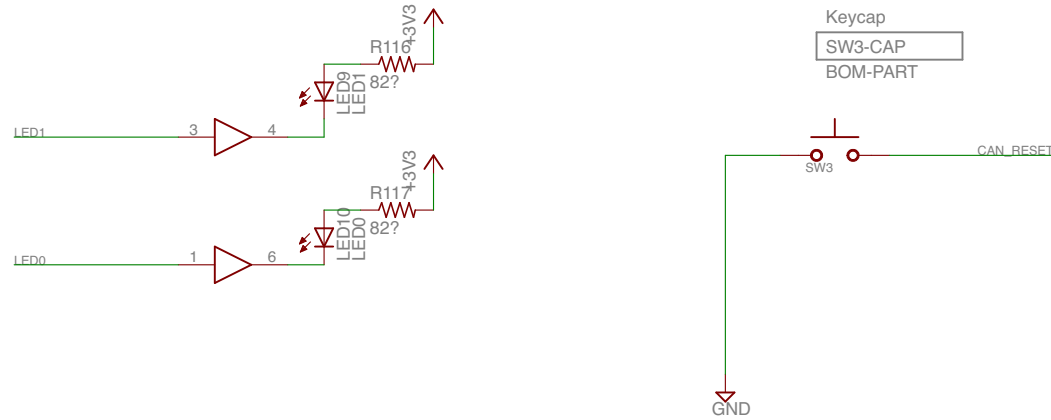 +3V3
R116
82?
LED9
LED1
LED1
3
4
+3V3
R117
82?
LED10
LED0
LED0
1
6
Keycap
SW3-CAP
BOM-PART
SW3
CAN_RESET
GND